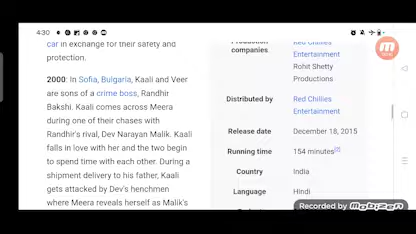 4:30
car in exchange for their safety and
protection.
2000: In Sofia, Bulgaria, Kaali and Veer
are sons of a crime boss, Randhir
Bakshi. Kaali comes across Meera
during one of their chases with
Randhir's rival, Dev Narayan Malik. Kaali
falls in love with her and the two begin
to spend time with each other. During a
shipment delivery to his father, Kaali
gets attacked by Dev's henchmen
where Meera reveals herself as Malik's
Production
companies
Red Chillies
Entertainment
Rohit Shetty
Productions
Distributed by
Red Chillies
Entertainment
Release date
December 18, 2015
Running time
154 minutes
Country
India
Language
Hindi
Recorded by
MOBIZEN